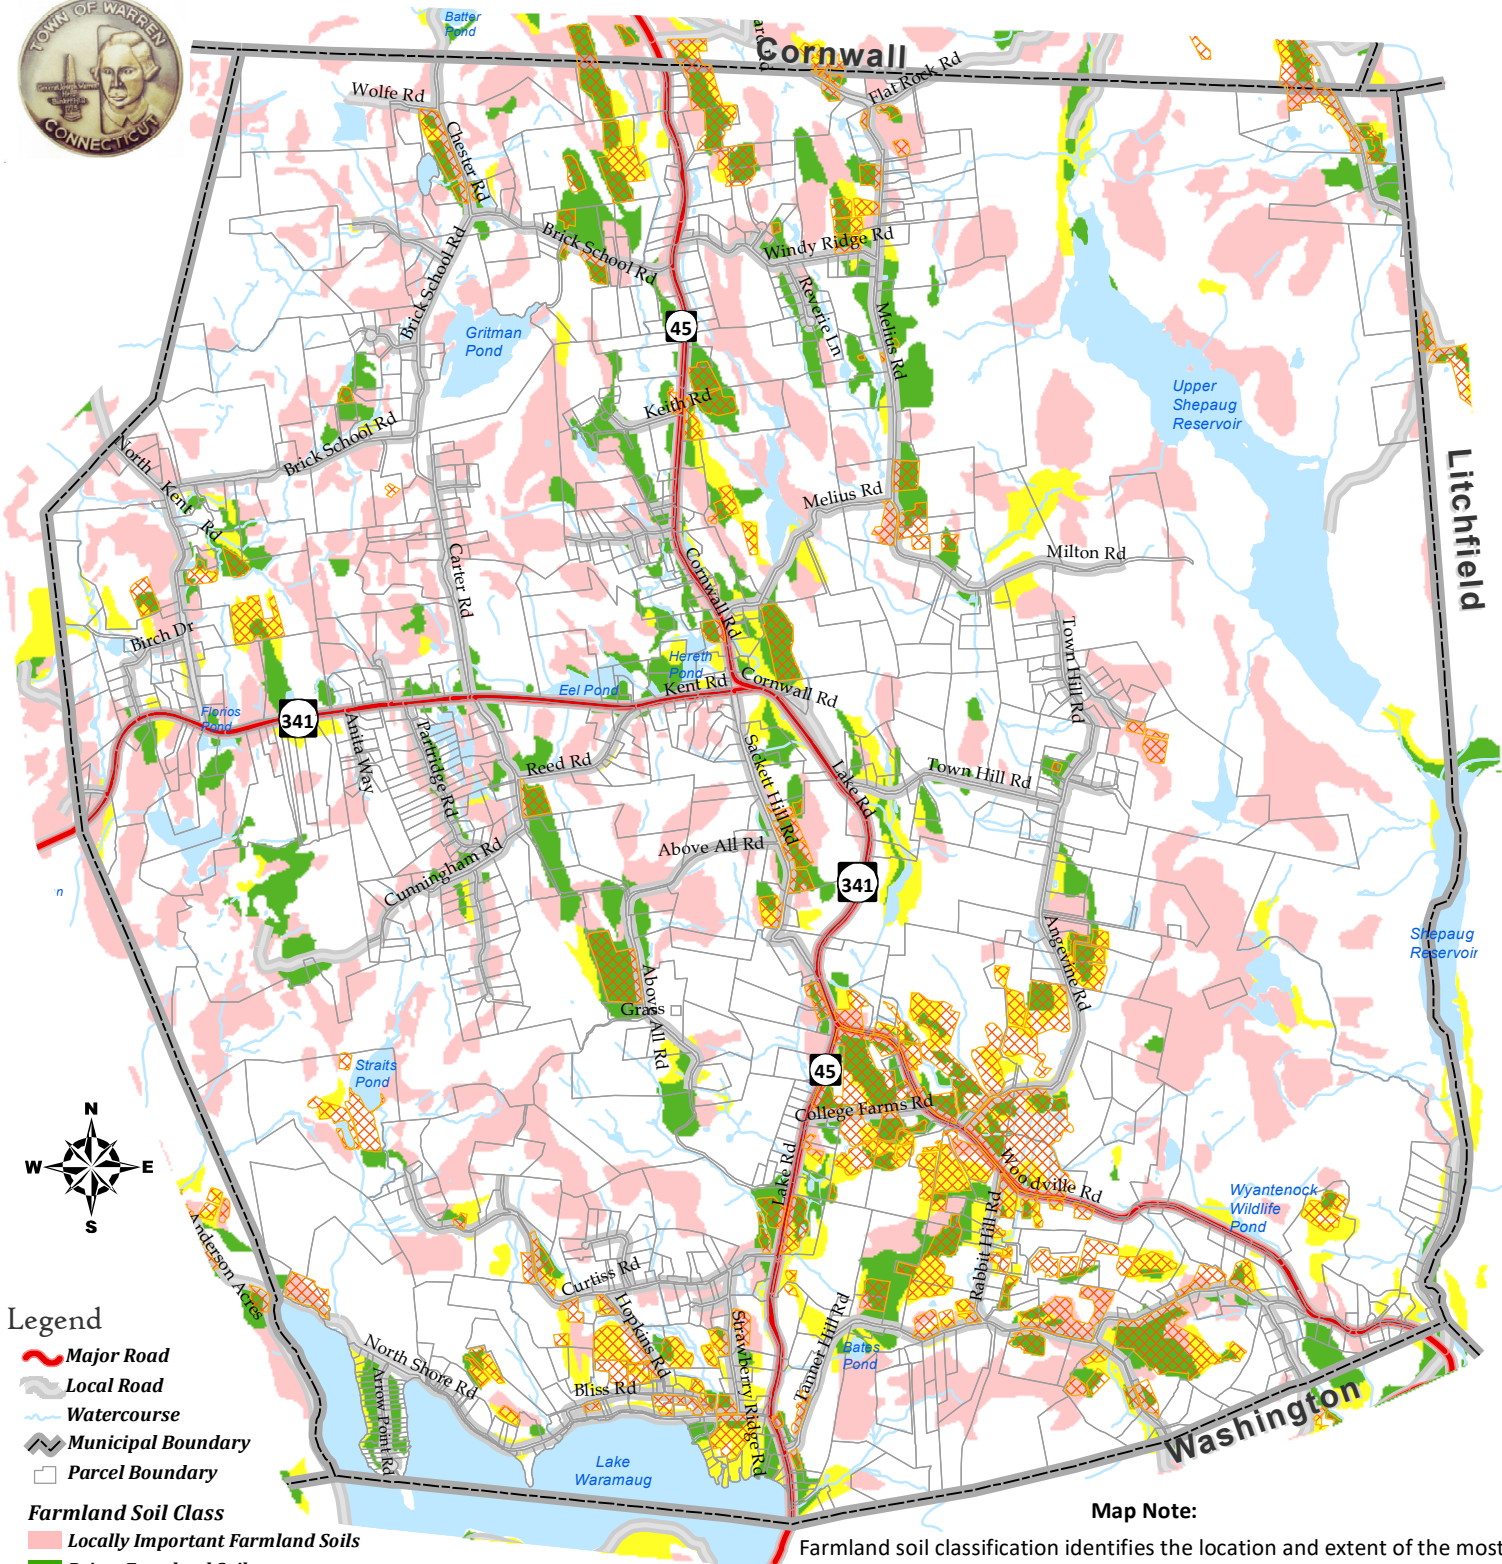 TOWN OF WARREN
CONNECTICUT
Batter
Pond
Cornwall
Flat Rock Rd
Wolfe Rd
Chester Rd
Brick School Rd
Windy Ridge Rd
Brick School Rd
Reverie Ln
Melius Rd
45
Gritman
Pond
Upper
Shepaug
Reservoir
Keith Rd
Brick School Rd
North Kent Rd
Melius Rd
Litchfield
Milton Rd
Carter Rd
Cornwall Rd
Birch Dr
Town Hill Rd
Hereth
Pond
Kent Rd
Cornwall Rd
Eel Pond
Florios
Pond
341
Anita Way
Partridge Rd
Reed Rd
Sackett Hill Rd
Lake Rd
Town Hill Rd
Above All Rd
Cunningham Rd
341
n
Angevine Rd
Shepaug
Reservoir
Above All Rd
Grass
Straits
Pond
45
College Farms Rd
N
W E
S
Lake Rd
Woodville Rd
Wyantenock
Wildlife
Pond
Rabbit Hill Rd
Anderson Acres
Curtiss Rd
Hopkins Rd
Strawberry Ridge Rd
Tanner Hill Rd
Bates
Pond
North Shore Rd
Arrow Point Rd
Bliss Rd
Washington
Lake
Waramaug
Legend
Major Road
Local Road
Watercourse
Municipal Boundary
Parcel Boundary
Farmland Soil Class
Locally Important Farmland Soils
Map Note:
Farmland soil classification identifies the location and extent of the most